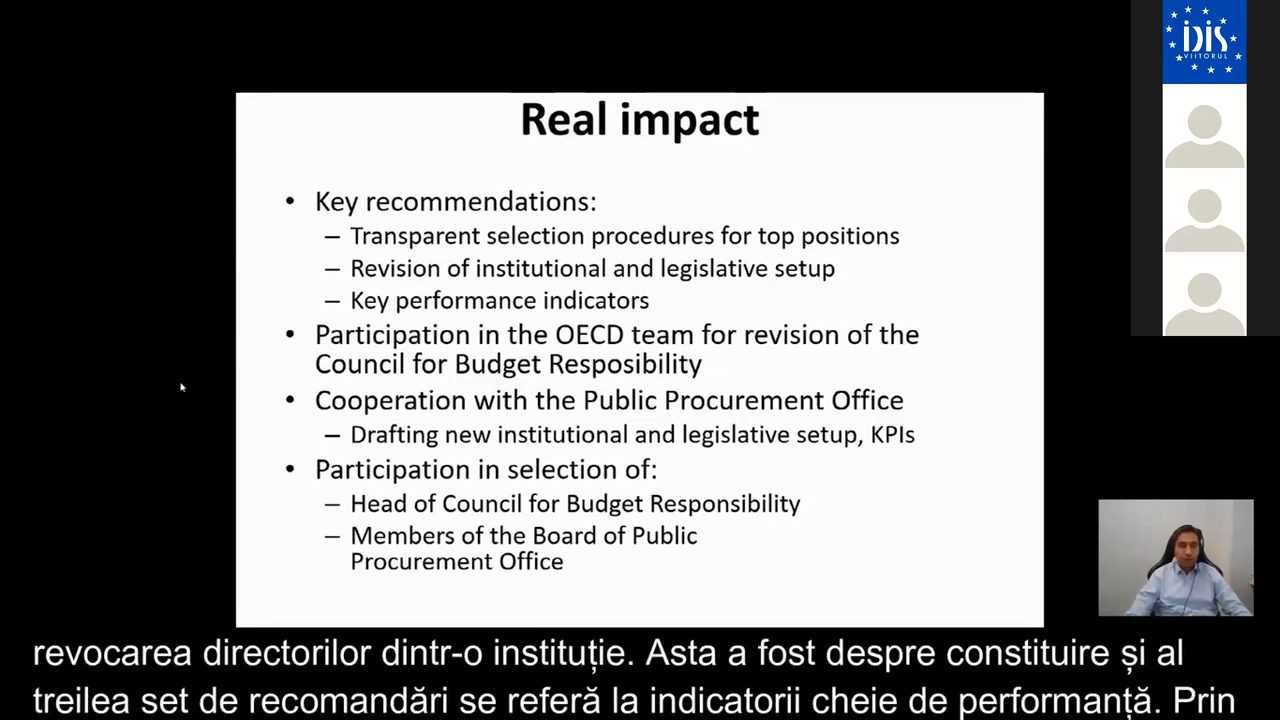 iDiS
VIITORUL
Real impact
• Key recommendations:
– Transparent selection procedures for top positions
– Revision of institutional and legislative setup
– Key performance indicators
• Participation in the OECD team for revision of the
Council for Budget Resposibility
• Cooperation with the Public Procurement Office
– Drafting new institutional and legislative setup, KPIs
• Participation in selection of:
– Head of Council for Budget Responsibility
– Members of the Board of Public
Procurement Office
revocarea directorilor dintr-o instituție. Asta a fost despre constituire și al
treilea set de recomandări se referă la indicatorii cheie de performanță. Prin